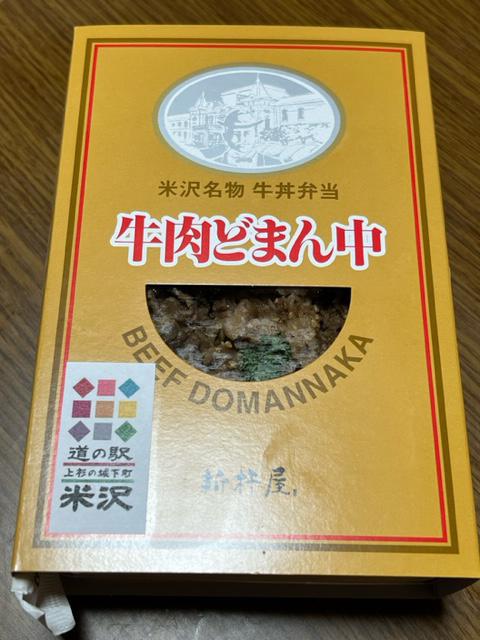 米沢名物 牛丼弁当
牛肉どまん中
BEEF DOMANNAKA
道の駅
上杉の城下町
米沢
新杵屋